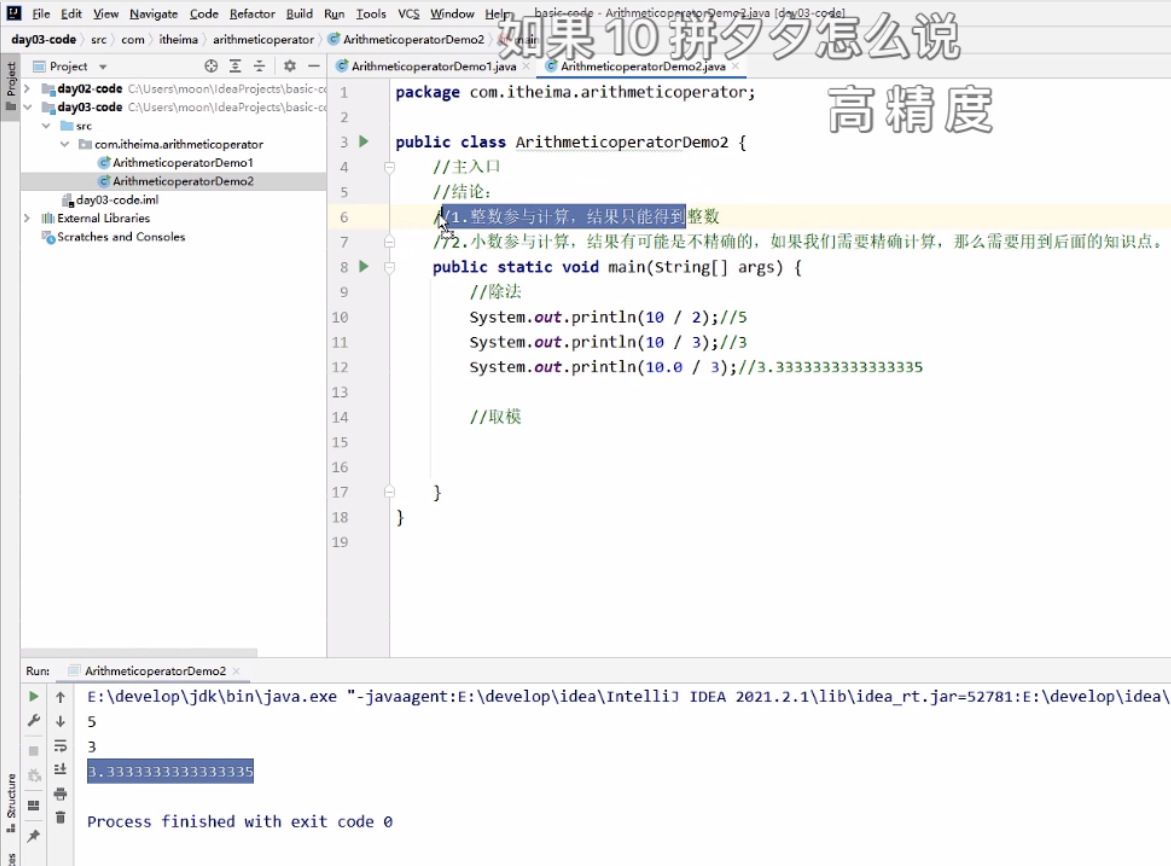 File Edit View Navigate Code Refactor Build Run Tools VCS Window Help basic-code - ArithmeticoperatorDemo2.java [day03-code]
如果10拼夕夕怎么说
高精度
day03-code src com itheima arithmeticoperator ArithmeticoperatorDemo2 main
Project
Project
ArithmeticoperatorDemo1.java
ArithmeticoperatorDemo2.java
day02-code C:\Users\moon\IdeaProjects\basic-co
day03-code C:\Users\moon\IdeaProjects\basic-co
src
com.itheima.arithmeticoperator
ArithmeticoperatorDemo1
ArithmeticoperatorDemo2
day03-code.iml
External Libraries
Scratches and Consoles
1 package com.itheima.arithmeticoperator;
2
3 public class ArithmeticoperatorDemo2 {
4 //主入口
5 //结论：
6 //1.整数参与计算，结果只能得到整数
7 //2.小数参与计算，结果有可能是不精确的，如果我们需要精确计算，那么需要用到后面的知识点。
8 public static void main(String[] args) {
9 //除法
10 System.out.println(10 / 2);//5
11 System.out.println(10 / 3);//3
12 System.out.println(10.0 / 3);//3.3333333333333335
13
14 //取模
15
16
17 }
18 }
19
Run: ArithmeticoperatorDemo2
E:\develop\jdk\bin\java.exe "-javaagent:E:\develop\idea\IntelliJ IDEA 2021.2.1\lib\idea_rt.jar=52781:E:\develop\idea\
5
3
3.3333333333333335
Process finished with exit code 0
Structure